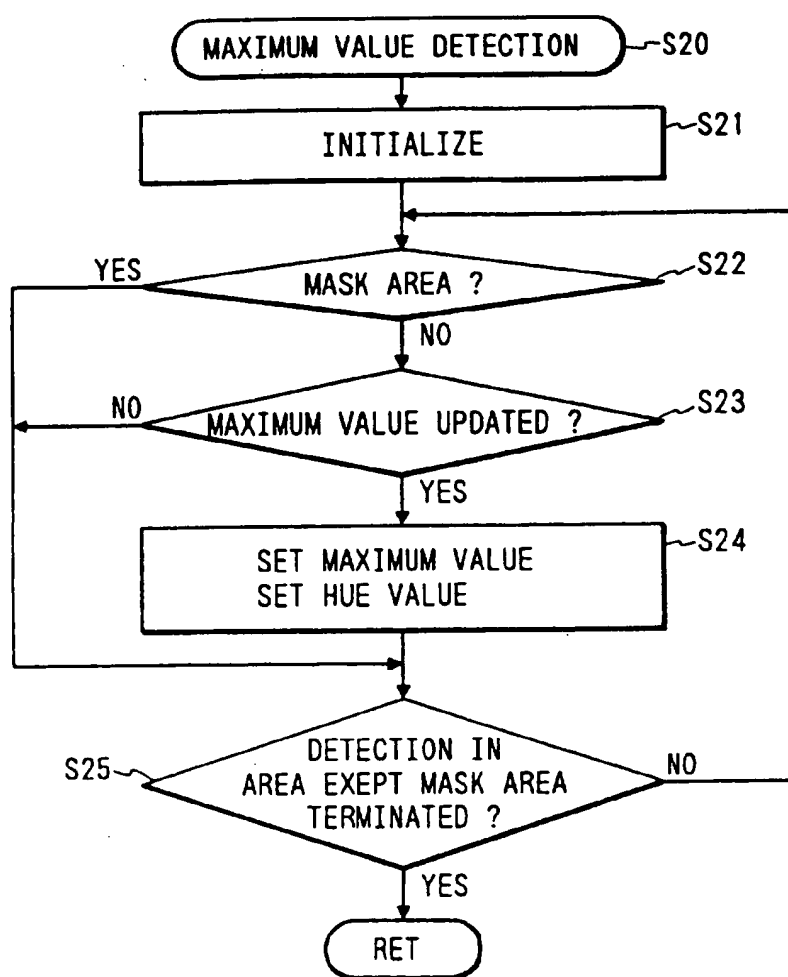 MAXIMUM VALUE DETECTION
S20
INITIALIZE
S21
YES
MASK AREA ?
S22
NO
NO
MAXIMUM VALUE UPDATED ?
S23
YES
SET MAXIMUM VALUE
SET HUE VALUE
S24
S25
DETECTION IN
AREA EXEPT MASK AREA
TERMINATED ?
NO
YES
RET